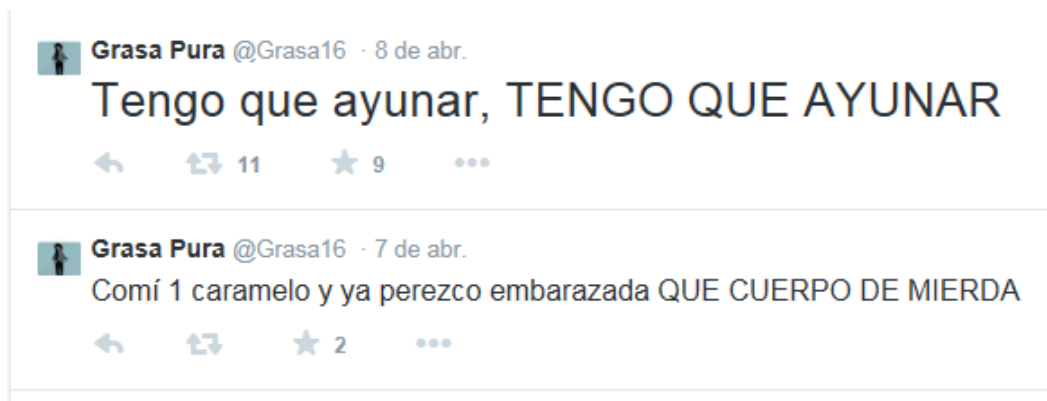 Grasa Pura @Grasa16 · 8 de abr.
Tengo que ayunar, TENGO QUE AYUNAR
11 9
Grasa Pura @Grasa16 · 7 de abr.
Comí 1 caramelo y ya perezco embarazada QUE CUERPO DE MIERDA
2